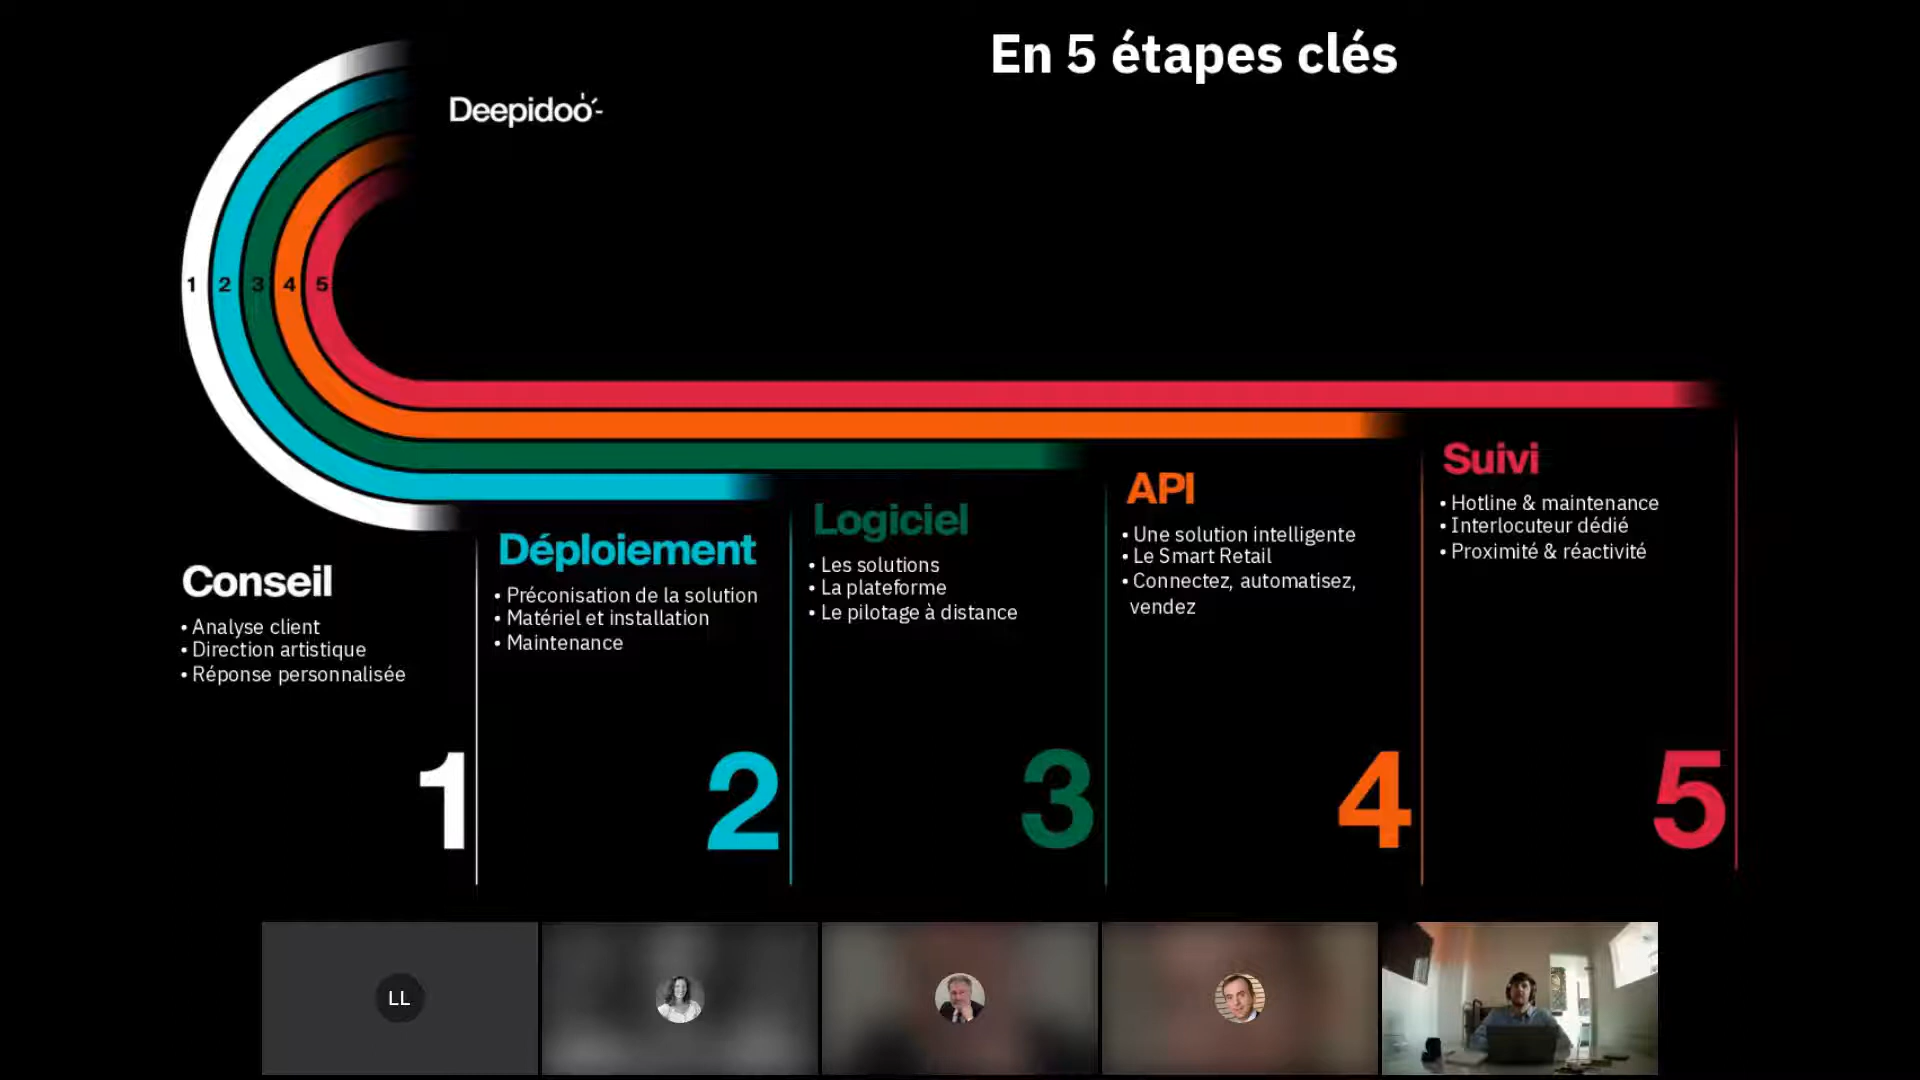 En 5 étapes clés
Deepidoo
1 2 3 4 5
Conseil
• Analyse client
• Direction artistique
• Réponse personnalisée
1
Déploiement
• Préconisation de la solution
• Matériel et installation
• Maintenance
2
Logiciel
• Les solutions
• La plateforme
• Le pilotage à distance
3
API
• Une solution intelligente
• Le Smart Retail
• Connectez, automatisez,
vendez
4
Suivi
• Hotline & maintenance
• Interlocuteur dédié
• Proximité & réactivité
5
LL